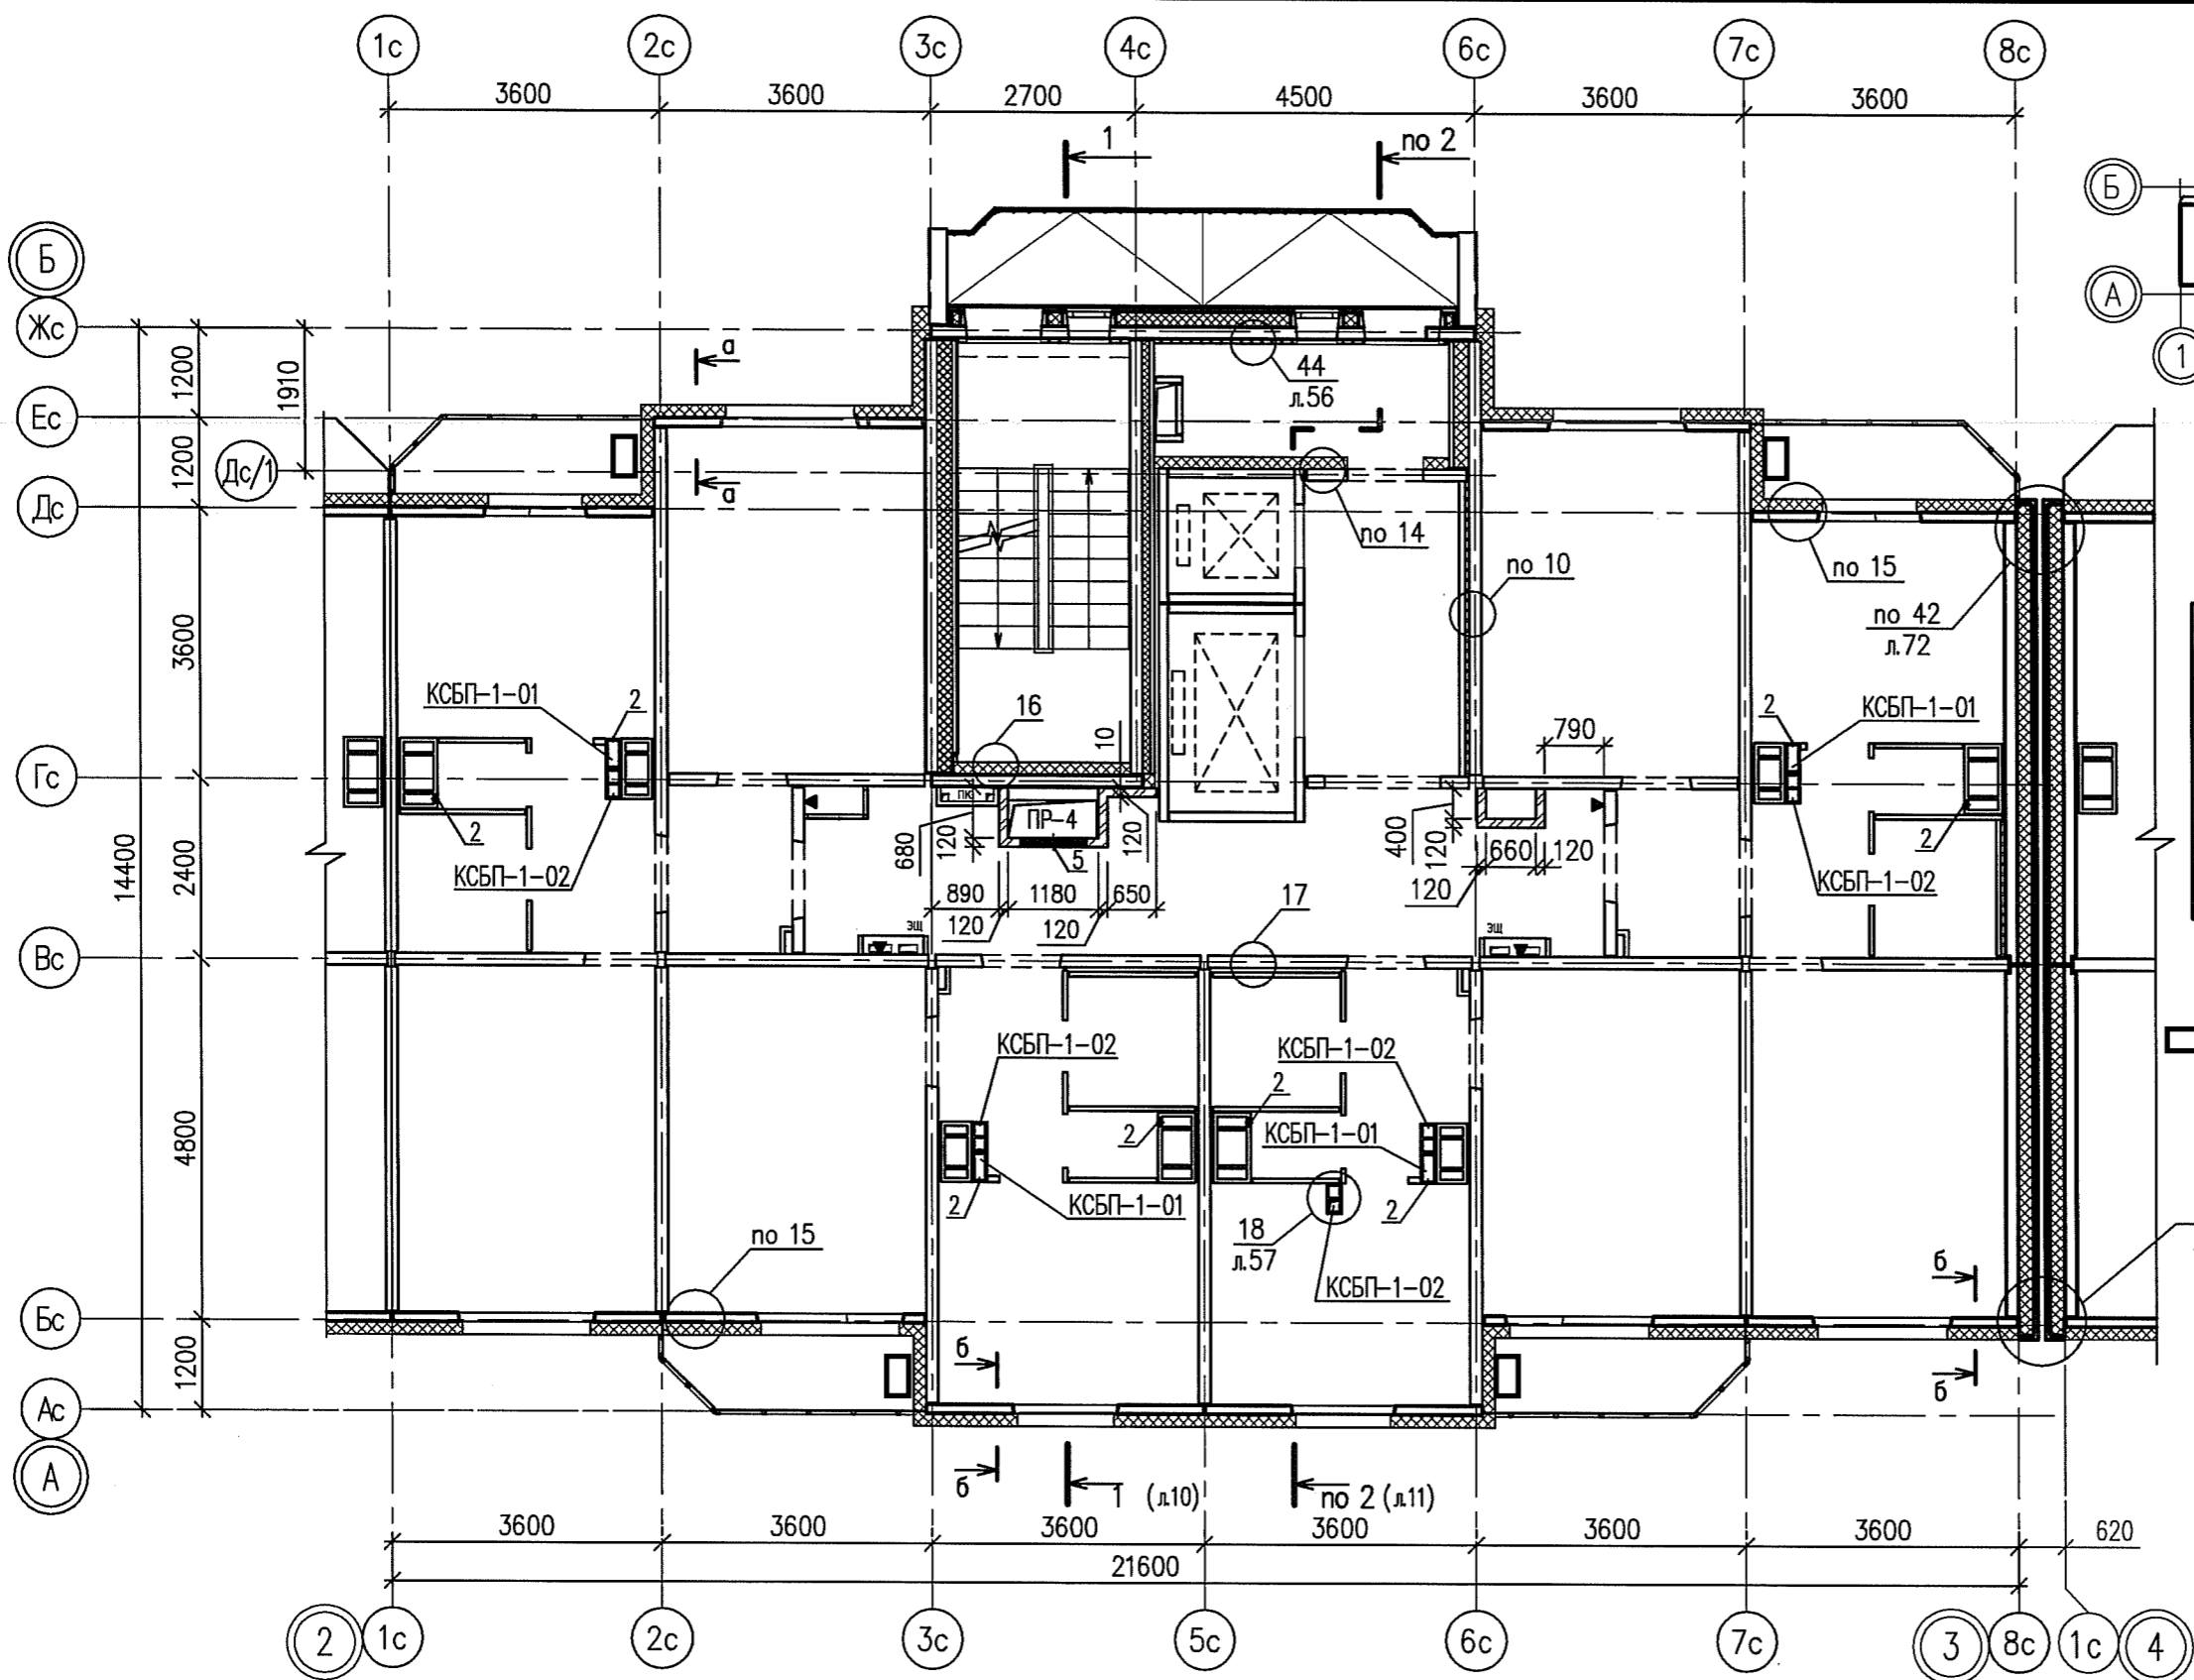 1с 2с 3с 4с 6с 7с 8с
3600 3600 2700 4500 3600 3600
1 по 2
Б
Б
А
1
Жс
Ес
Дс/1
Дс
Гс
Вс
Бс
Ас
А
1200
1910
1200
3600
2400
4800
1200
14400
а
а
44
л.56
по 14
по 10
по 15
по 42
л.72
КСБП-1-01
2
2
КСБП-1-02
16
10
ПК
ПР-4
5
680
120
120
890 1180 650
120 120
790
400
120
660 120
120
2
КСБП-1-01
2
КСБП-1-02
17
ЭЩ
ЭЩ
КСБП-1-02
2
КСБП-1-01
2
КСБП-1-02
2
КСБП-1-01
2
18
л.57
КСБП-1-02
по 15
б
б
б
б
1 (л.10)
по 2 (л.11)
3600 3600 3600 3600 3600 3600 620
21600
2 1с 2с 3с 5с 6с 7с 3 8с 1с 4